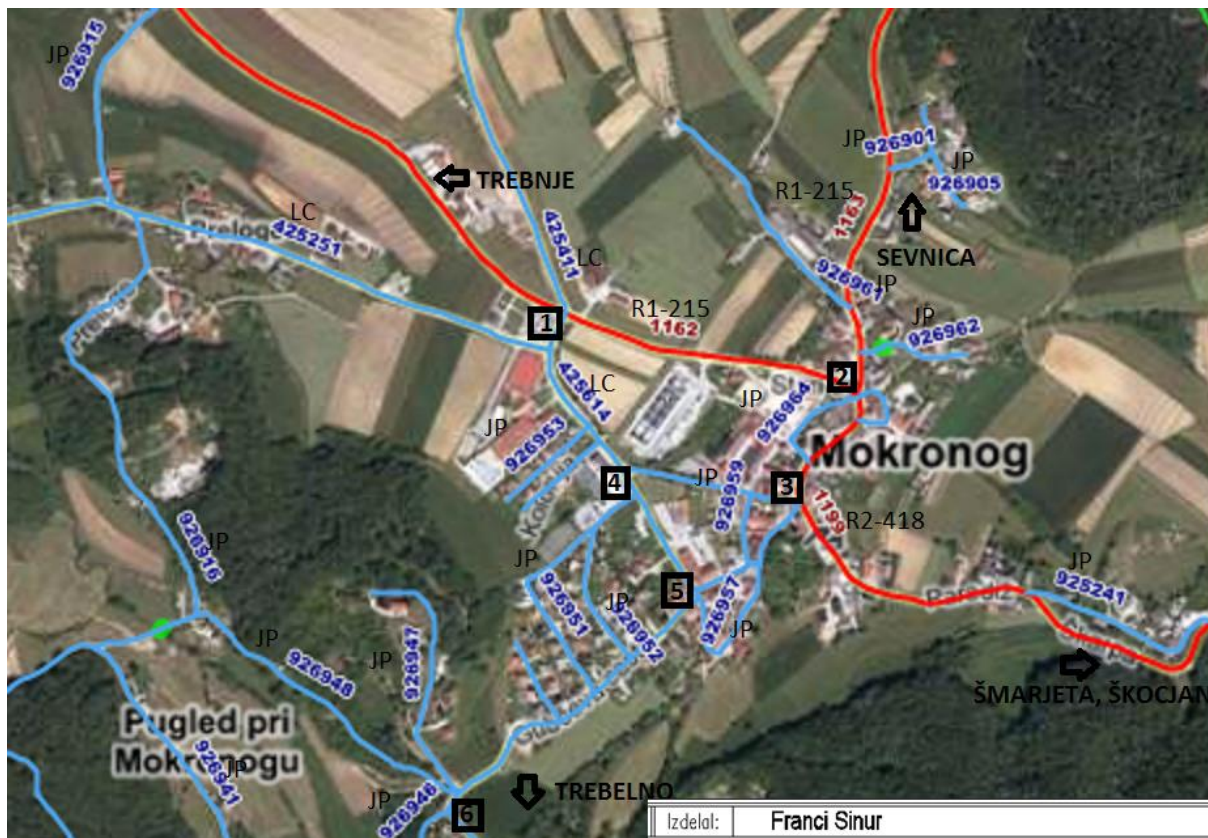 JP
926915
TREBNJE
LC
425251
425411
LC
R1-215
1163
JP
926901
JP
926905
SEVNICA
1
R1-215
1162
926961
JP
JP
926962
2
425614
LC
JP
926964
JP
926953
Mokronog
Kolonija
4
JP
926959
3
1199
R2-418
926916
JP
JP
926951
5
JP
926952
926957
JP
JP
925241
JP
926948
JP
926947
ŠMARJETA, ŠKOCJAN
Pugled pri
Mokronogu
926941
JP
JP
926946
6
TREBELNO
Izdelal: Franci Sinur